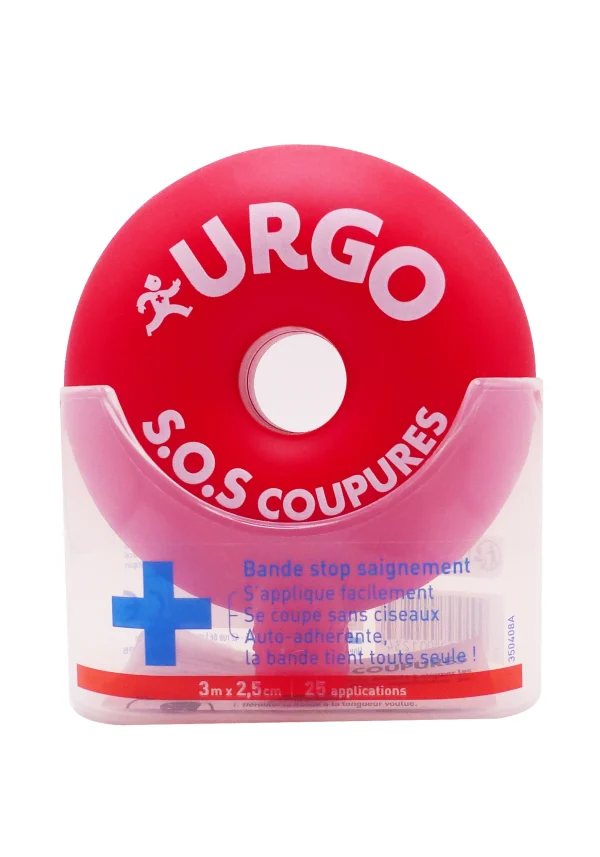 URGO
S.O.S COUPURES
Bande stop saignement
S'applique facilement
Se coupe sans ciseaux
Auto-adhérente,
la bande tient toute seule !
350408A
3m x 2,5cm | 25 applications
COUPURES